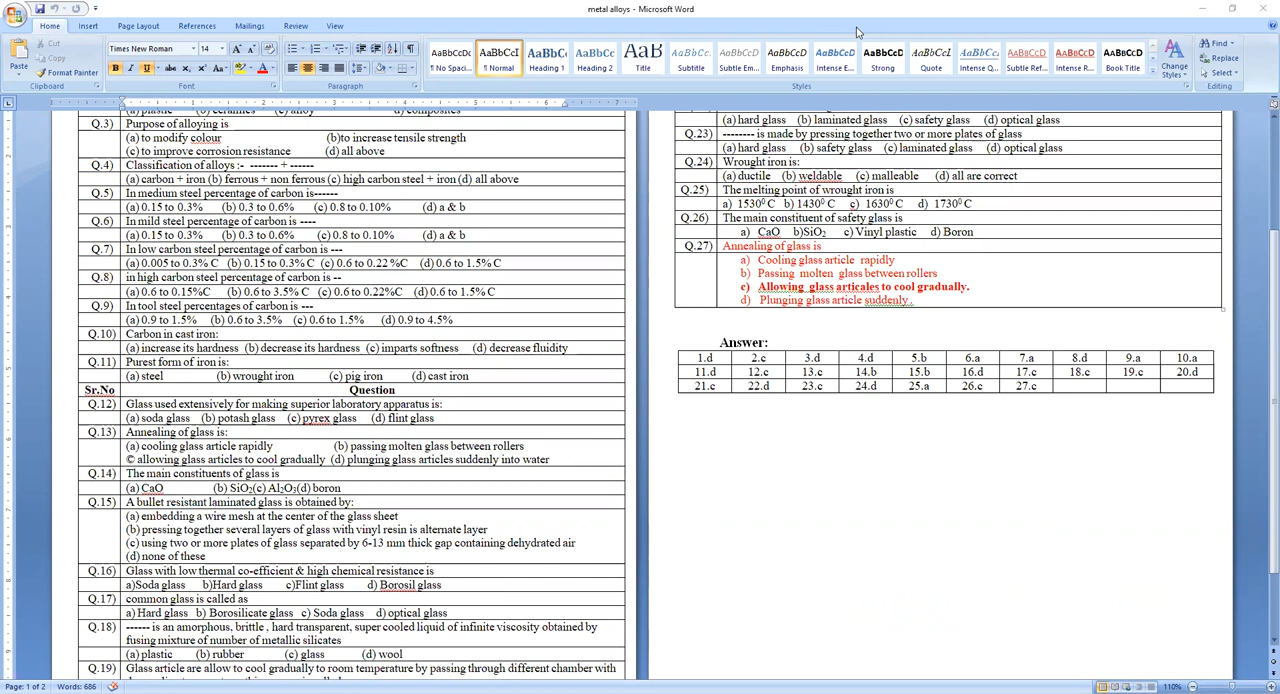 metal alloys - Microsoft Word
Home Insert Page Layout References Mailings Review View
Paste
Cut
Copy
Format Painter
Clipboard
Times New Roman 14
B I U abc x₂ x² Aa
Font
Paragraph
AaBbCcDc AaBbCcI AaBbCc AaBbCc AaB AaBbCc AaBbCcD AaBbCcD AaBbCcD AaBbCcD AaBbCcL AaBbCc AaBbCcD AaBbCcD AaBbCcD
¶ No Spaci... ¶ Normal Heading 1 Heading 2 Title Subtitle Subtle Em... Emphasis Intense E... Strong Quote Intense Q... Subtle Ref... Intense R... Book Title
Change Styles
Styles
Find
Replace
Select
Editing
(a) plastic (b) ceramics (c) alloy d) composites
Q.3) Purpose of alloying is
(a) to modify colour (b)to increase tensile strength
(c) to improve corrosion resistance (d) all above
Q.4) Classification of alloys :- ------- + ------
(a) carbon + iron (b) ferrous + non ferrous (c) high carbon steel + iron (d) all above
Q.5) In medium steel percentage of carbon is------
(a) 0.15 to 0.3% (b) 0.3 to 0.6% (c) 0.8 to 0.10% (d) a & b
Q.6) In mild steel percentage of carbon is ----
(a) 0.15 to 0.3% (b) 0.3 to 0.6% (c) 0.8 to 0.10% (d) a & b
Q.7) In low carbon steel percentage of carbon is ---
(a) 0.005 to 0.3% C (b) 0.15 to 0.3% C (c) 0.6 to 0.22 %C (d) 0.6 to 1.5% C
Q.8) in high carbon steel percentage of carbon is --
(a) 0.6 to 0.15%C (b) 0.6 to 3.5% C (c) 0.6 to 0.22%C (d) 0.6 to 1.5% C
Q.9) In tool steel percentages of carbon is ---
(a) 0.9 to 1.5% (b) 0.6 to 3.5% (c) 0.6 to 1.5% (d) 0.9 to 4.5%
Q.10) Carbon in cast iron:
(a) increase its hardness (b) decrease its hardness (c) imparts softness (d) decrease fluidity
Q.11) Purest form of iron is:
(a) steel (b) wrought iron (c) pig iron (d) cast iron
Sr.No Question
Q.12) Glass used extensively for making superior laboratory apparatus is:
(a) soda glass (b) potash glass (c) pyrex glass (d) flint glass
Q.13) Annealing of glass is:
(a) cooling glass article rapidly (b) passing molten glass between rollers
© allowing glass articles to cool gradually (d) plunging glass articles suddenly into water
Q.14) The main constituents of glass is
(a) CaO (b) SiO₂(c) Al₂O₃(d) boron
Q.15) A bullet resistant laminated glass is obtained by:
(a) embedding a wire mesh at the center of the glass sheet
(b) pressing together several layers of glass with vinyl resin is alternate layer
(c) using two or more plates of glass separated by 6-13 mm thick gap containing dehydrated air
(d) none of these
Q.16) Glass with low thermal co-efficient & high chemical resistance is
a)Soda glass b)Hard glass c)Flint glass d) Borosil glass
Q.17) common glass is called as
a) Hard glass b) Borosilicate glass c) Soda glass d) optical glass
Q.18) ------ is an amorphous, brittle , hard transparent, super cooled liquid of infinite viscosity obtained by
fusing mixture of number of metallic silicates
(a) plastic (b) rubber (c) glass (d) wool
Q.19) Glass article are allow to cool gradually to room temperature by passing through different chamber with
(a) hard glass (b) laminated glass (c) safety glass (d) optical glass
Q.23) -------- is made by pressing together two or more plates of glass
(a) hard glass (b) safety glass (c) laminated glass (d) optical glass
Q.24) Wrought iron is:
(a) ductile (b) weldable (c) malleable (d) all are correct
Q.25) The melting point of wrought iron is
a) 1530⁰ C b) 1430⁰ C c) 1630⁰ C d) 1730⁰ C
Q.26) The main constituent of safety glass is
a) CaO b)SiO₂ c) Vinyl plastic d) Boron
Q.27) Annealing of glass is
a) Cooling glass article rapidly
b) Passing molten glass between rollers
c) Allowing glass articales to cool gradually.
d) Plunging glass article suddenly .
Answer:
1.d 2.c 3.d 4.d 5.b 6.a 7.a 8.d 9.a 10.a
11.d 12.c 13.c 14.b 15.b 16.d 17.c 18.c 19.c 20.d
21.c 22.d 23.c 24.d 25.a 26.c 27.c
Page: 1 of 2 Words: 686 110%